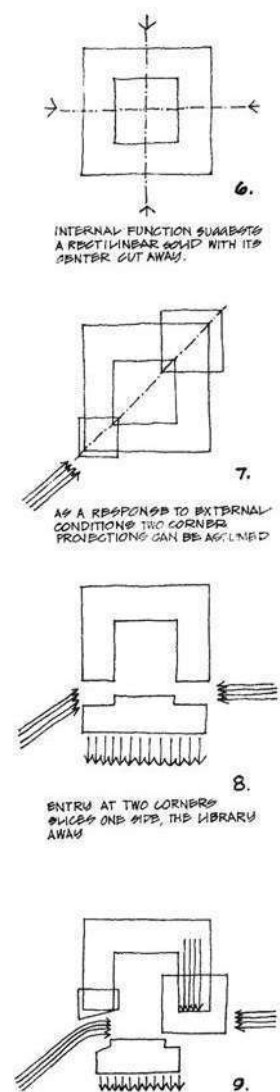 6.
INTERNAL FUNCTION SUGGESTS
A RECTILINEAR SOLID WITH ITS
CENTER CUT AWAY.
7.
AS A RESPONSE TO EXTERNAL
CONDITIONS TWO CORNER
PROJECTIONS CAN BE ASSUMED
8.
ENTRY AT TWO CORNERS
SLICES ONE SIDE, THE LIBRARY
AWAY
9.